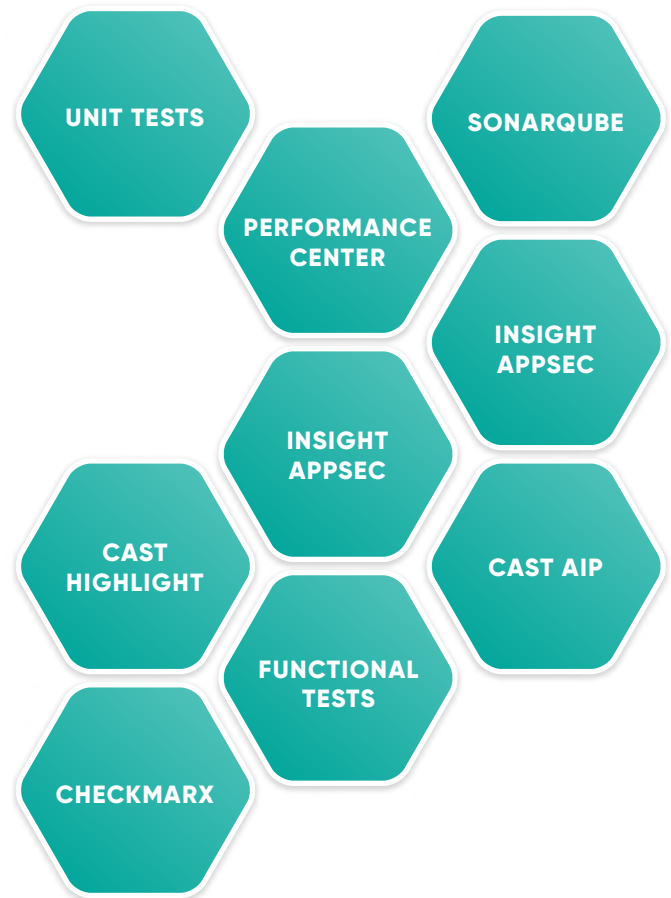 UNIT TESTS
SONARQUBE
PERFORMANCE
CENTER
INSIGHT
APPSEC
INSIGHT
APPSEC
CAST
HIGHLIGHT
CAST AIP
FUNCTIONAL
TESTS
CHECKMARX